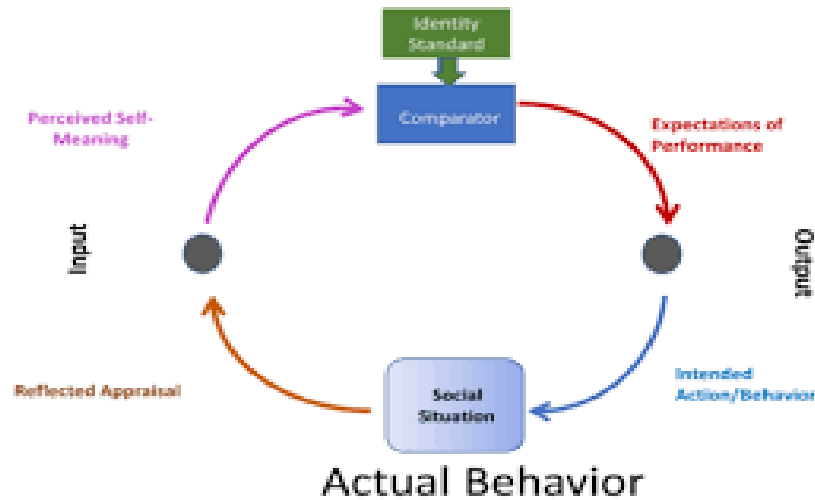 Identity
Standard
Comparator
Perceived Self-
Meaning
Expectations of
Performance
Input
Output
Reflected Appraisal
Social
Situation
Intended
Action/Behavior
Actual Behavior